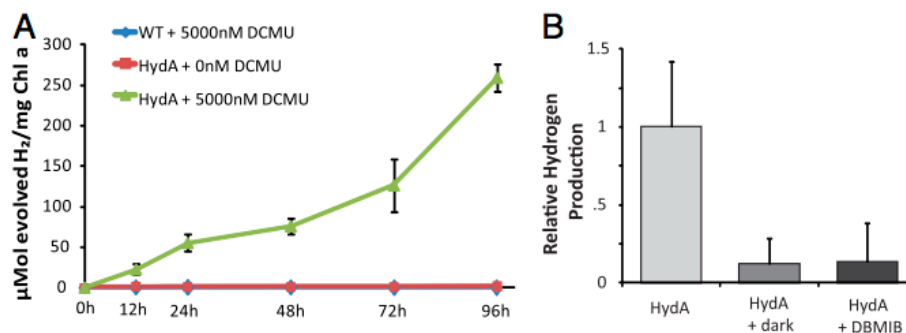 A
μMol evolved H₂/mg Chl a
300
250
200
150
100
50
0
0h
12h
24h
48h
72h
96h
WT + 5000nM DCMU
HydA + 0nM DCMU
HydA + 5000nM DCMU
B
Relative Hydrogen
Production
1.5
1
.5
0
HydA
HydA
+ dark
HydA
+ DBMIB